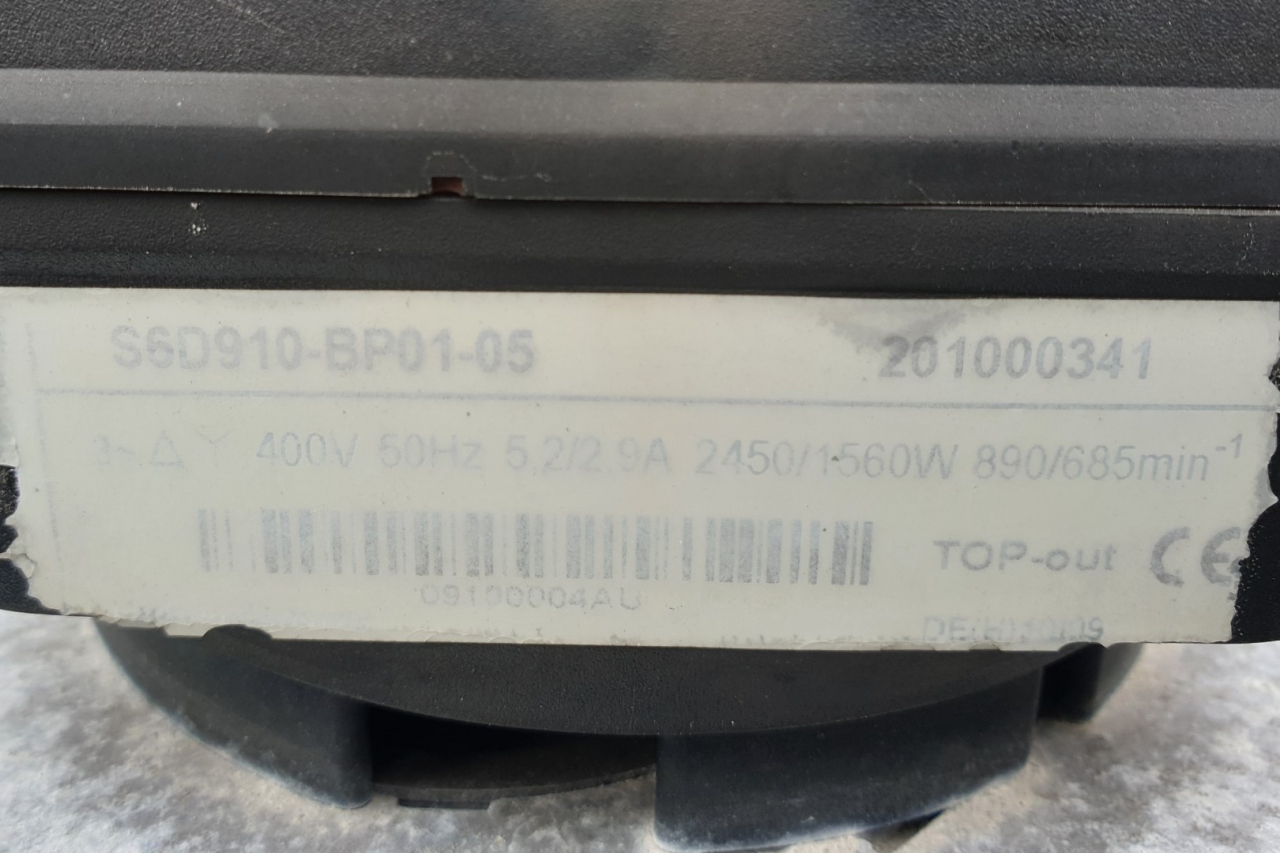 S6D910-BP01-05 201000341
3~ △ Y 400V 50Hz 5,2/2,9A 2450/1560W 890/685min⁻¹
TOP-out CE
09100004AU